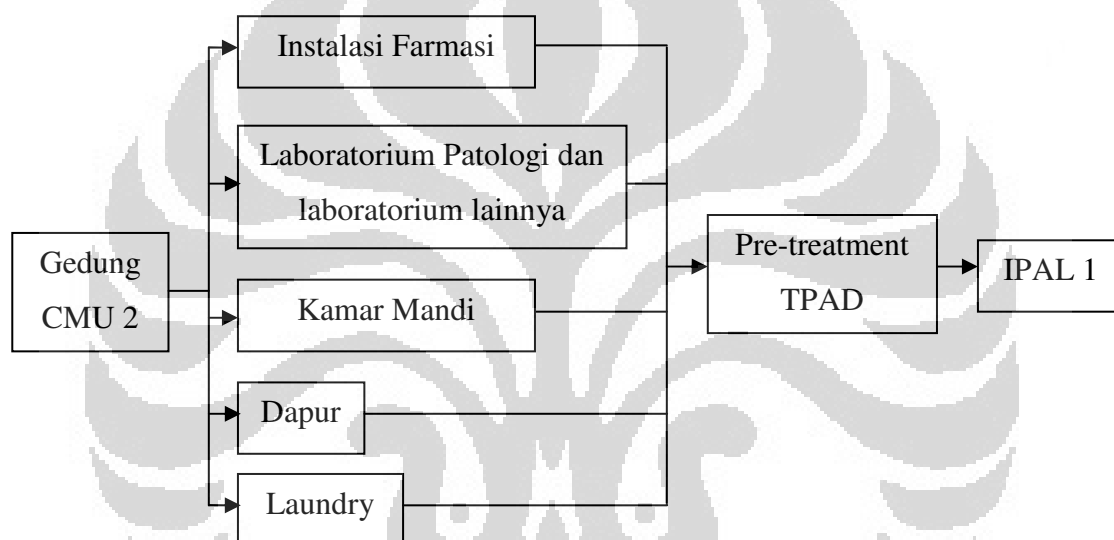 Gedung
CMU 2
Instalasi Farmasi
Laboratorium Patologi dan
laboratorium lainnya
Kamar Mandi
Dapur
Laundry
Pre-treatment
TPAD
IPAL 1